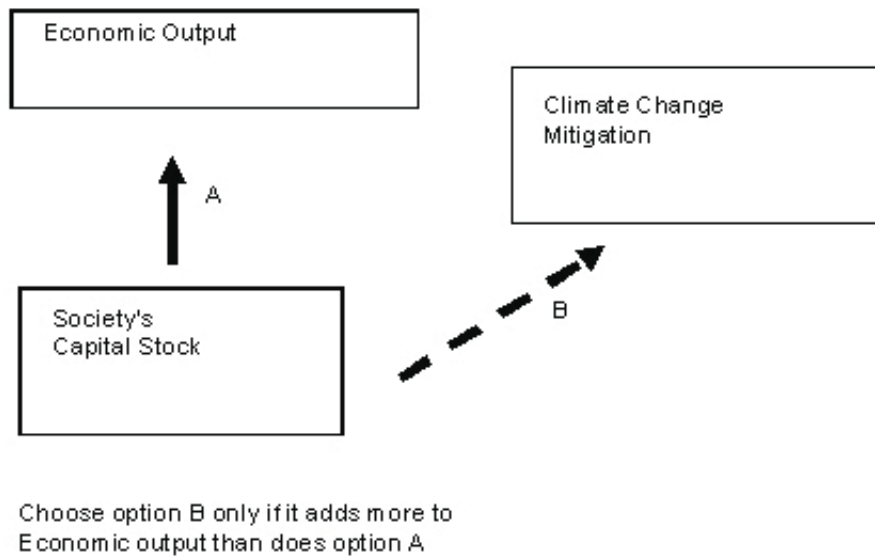 Economic Output
Climate Change
Mitigation
A
Society's
Capital Stock
B
Choose option B only if it adds more to
Economic output than does option A